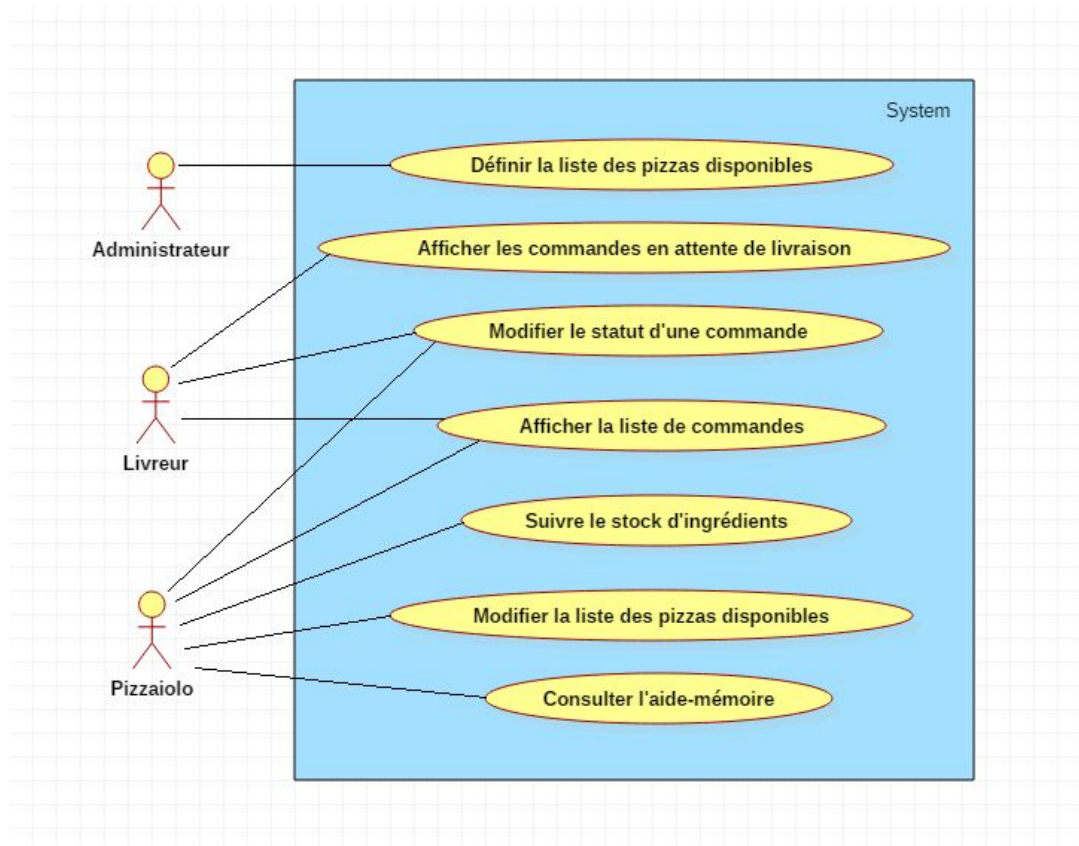 System
Définir la liste des pizzas disponibles
Administrateur
Afficher les commandes en attente de livraison
Modifier le statut d'une commande
Livreur
Afficher la liste de commandes
Suivre le stock d'ingrédients
Modifier la liste des pizzas disponibles
Pizzaiolo
Consulter l'aide-mémoire